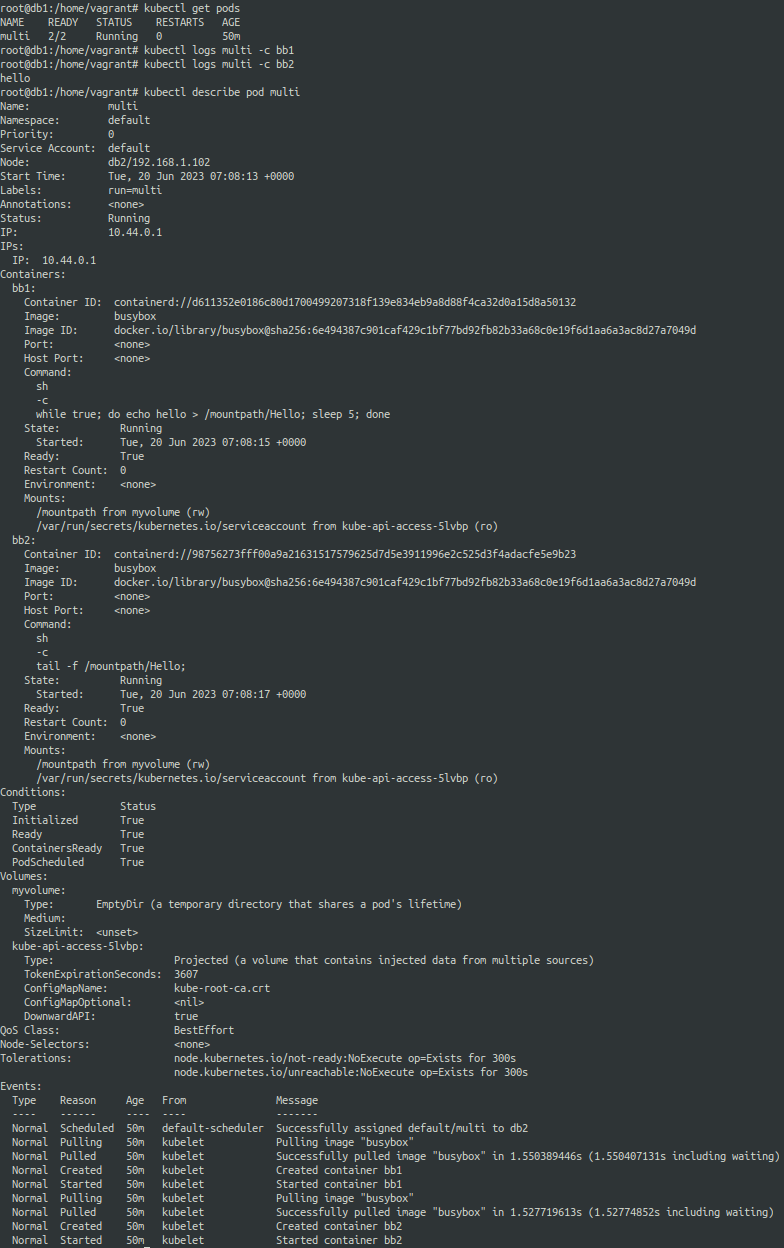 root@db1:/home/vagrant# kubectl get pods
NAME    READY   STATUS    RESTARTS   AGE
multi   2/2     Running   0          50m
root@db1:/home/vagrant# kubectl logs multi -c bb1
root@db1:/home/vagrant# kubectl logs multi -c bb2
hello
root@db1:/home/vagrant# kubectl describe pod multi
Name:             multi
Namespace:        default
Priority:         0
Service Account:  default
Node:             db2/192.168.1.102
Start Time:       Tue, 20 Jun 2023 07:08:13 +0000
Labels:           run=multi
Annotations:      <none>
Status:           Running
IP:               10.44.0.1
IPs:
  IP:  10.44.0.1
Containers:
  bb1:
    Container ID:  containerd://d611352e0186c80d1700499207318f139e834eb9a8d88f4ca32d0a15d8a50132
    Image:         busybox
    Image ID:      docker.io/library/busybox@sha256:6e494387c901caf429c1bf77bd92fb82b33a68c0e19f6d1aa6a3ac8d27a7049d
    Port:          <none>
    Host Port:     <none>
    Command:
      sh
      -c
      while true; do echo hello > /mountpath/Hello; sleep 5; done
    State:          Running
      Started:      Tue, 20 Jun 2023 07:08:15 +0000
    Ready:          True
    Restart Count:  0
    Environment:    <none>
    Mounts:
      /mountpath from myvolume (rw)
      /var/run/secrets/kubernetes.io/serviceaccount from kube-api-access-5lvbp (ro)
  bb2:
    Container ID:  containerd://98756273fff00a9a21631517579625d7d5e3911996e2c525d3f4adacfe5e9b23
    Image:         busybox
    Image ID:      docker.io/library/busybox@sha256:6e494387c901caf429c1bf77bd92fb82b33a68c0e19f6d1aa6a3ac8d27a7049d
    Port:          <none>
    Host Port:     <none>
    Command:
      sh
      -c
      tail -f /mountpath/Hello;
    State:          Running
      Started:      Tue, 20 Jun 2023 07:08:17 +0000
    Ready:          True
    Restart Count:  0
    Environment:    <none>
    Mounts:
      /mountpath from myvolume (rw)
      /var/run/secrets/kubernetes.io/serviceaccount from kube-api-access-5lvbp (ro)
Conditions:
  Type              Status
  Initialized       True
  Ready             True
  ContainersReady   True
  PodScheduled      True
Volumes:
  myvolume:
    Type:       EmptyDir (a temporary directory that shares a pod's lifetime)
    Medium:
    SizeLimit:  <unset>
  kube-api-access-5lvbp:
    Type:                    Projected (a volume that contains injected data from multiple sources)
    TokenExpirationSeconds:  3607
    ConfigMapName:           kube-root-ca.crt
    ConfigMapOptional:       <nil>
    DownwardAPI:             true
QoS Class:                   BestEffort
Node-Selectors:              <none>
Tolerations:                 node.kubernetes.io/not-ready:NoExecute op=Exists for 300s
                             node.kubernetes.io/unreachable:NoExecute op=Exists for 300s
Events:
  Type    Reason     Age   From               Message
  ----    ------     ----  ----               -------
  Normal  Scheduled  50m   default-scheduler  Successfully assigned default/multi to db2
  Normal  Pulling    50m   kubelet            Pulling image "busybox"
  Normal  Pulled     50m   kubelet            Successfully pulled image "busybox" in 1.550389446s (1.550407131s including waiting)
  Normal  Created    50m   kubelet            Created container bb1
  Normal  Started    50m   kubelet            Started container bb1
  Normal  Pulling    50m   kubelet            Pulling image "busybox"
  Normal  Pulled     50m   kubelet            Successfully pulled image "busybox" in 1.527719613s (1.52774852s including waiting)
  Normal  Created    50m   kubelet            Created container bb2
  Normal  Started    50m   kubelet            Started container bb2